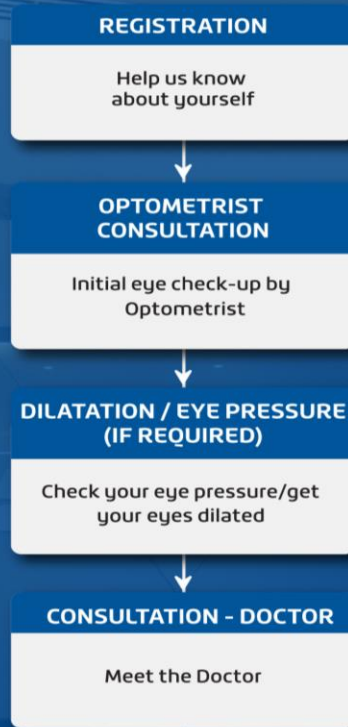 REGISTRATION
Help us know
about yourself
OPTOMETRIST
CONSULTATION
Initial eye check-up by
Optometrist
DILATATION / EYE PRESSURE
(IF REQUIRED)
Check your eye pressure/get
your eyes dilated
CONSULTATION - DOCTOR
Meet the Doctor